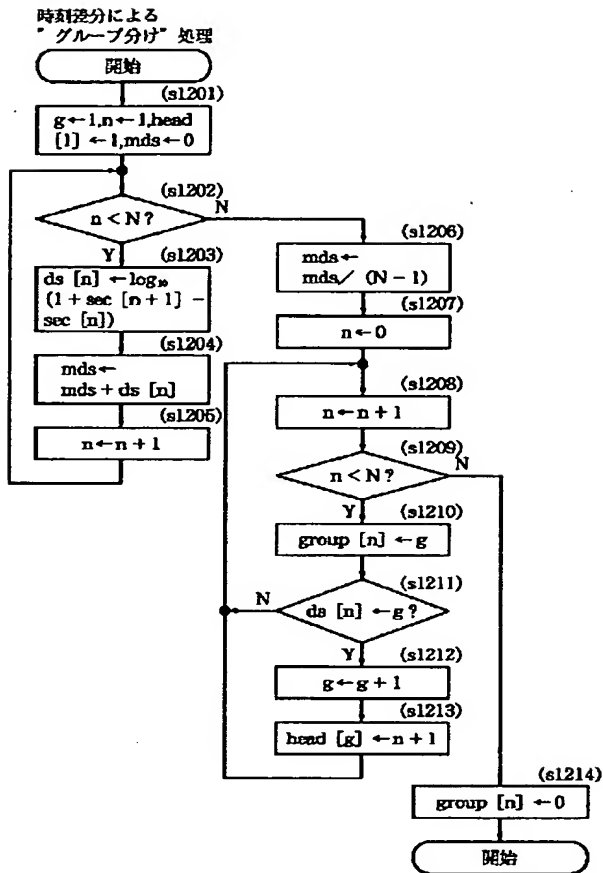 時刻差分による
"グループ分け" 処理
開始
(s1201)
g←1,n←1,head
[1] ←1,mds←0
(s1202)
n < N ?
N
Y
(s1203)
ds [n] ←log₁₀
(1 + sec [n + 1] −
sec [n])
(s1204)
mds←
mds + ds [n]
(s1205)
n←n + 1
(s1206)
mds←
mds／ (N − 1)
(s1207)
n←0
(s1208)
n←n + 1
(s1209)
n < N ?
N
Y
(s1210)
group [n] ←g
(s1211)
N
ds [n] ←g ?
Y
(s1212)
g←g + 1
(s1213)
head [g] ←n + 1
(s1214)
group [n] ←0
開始